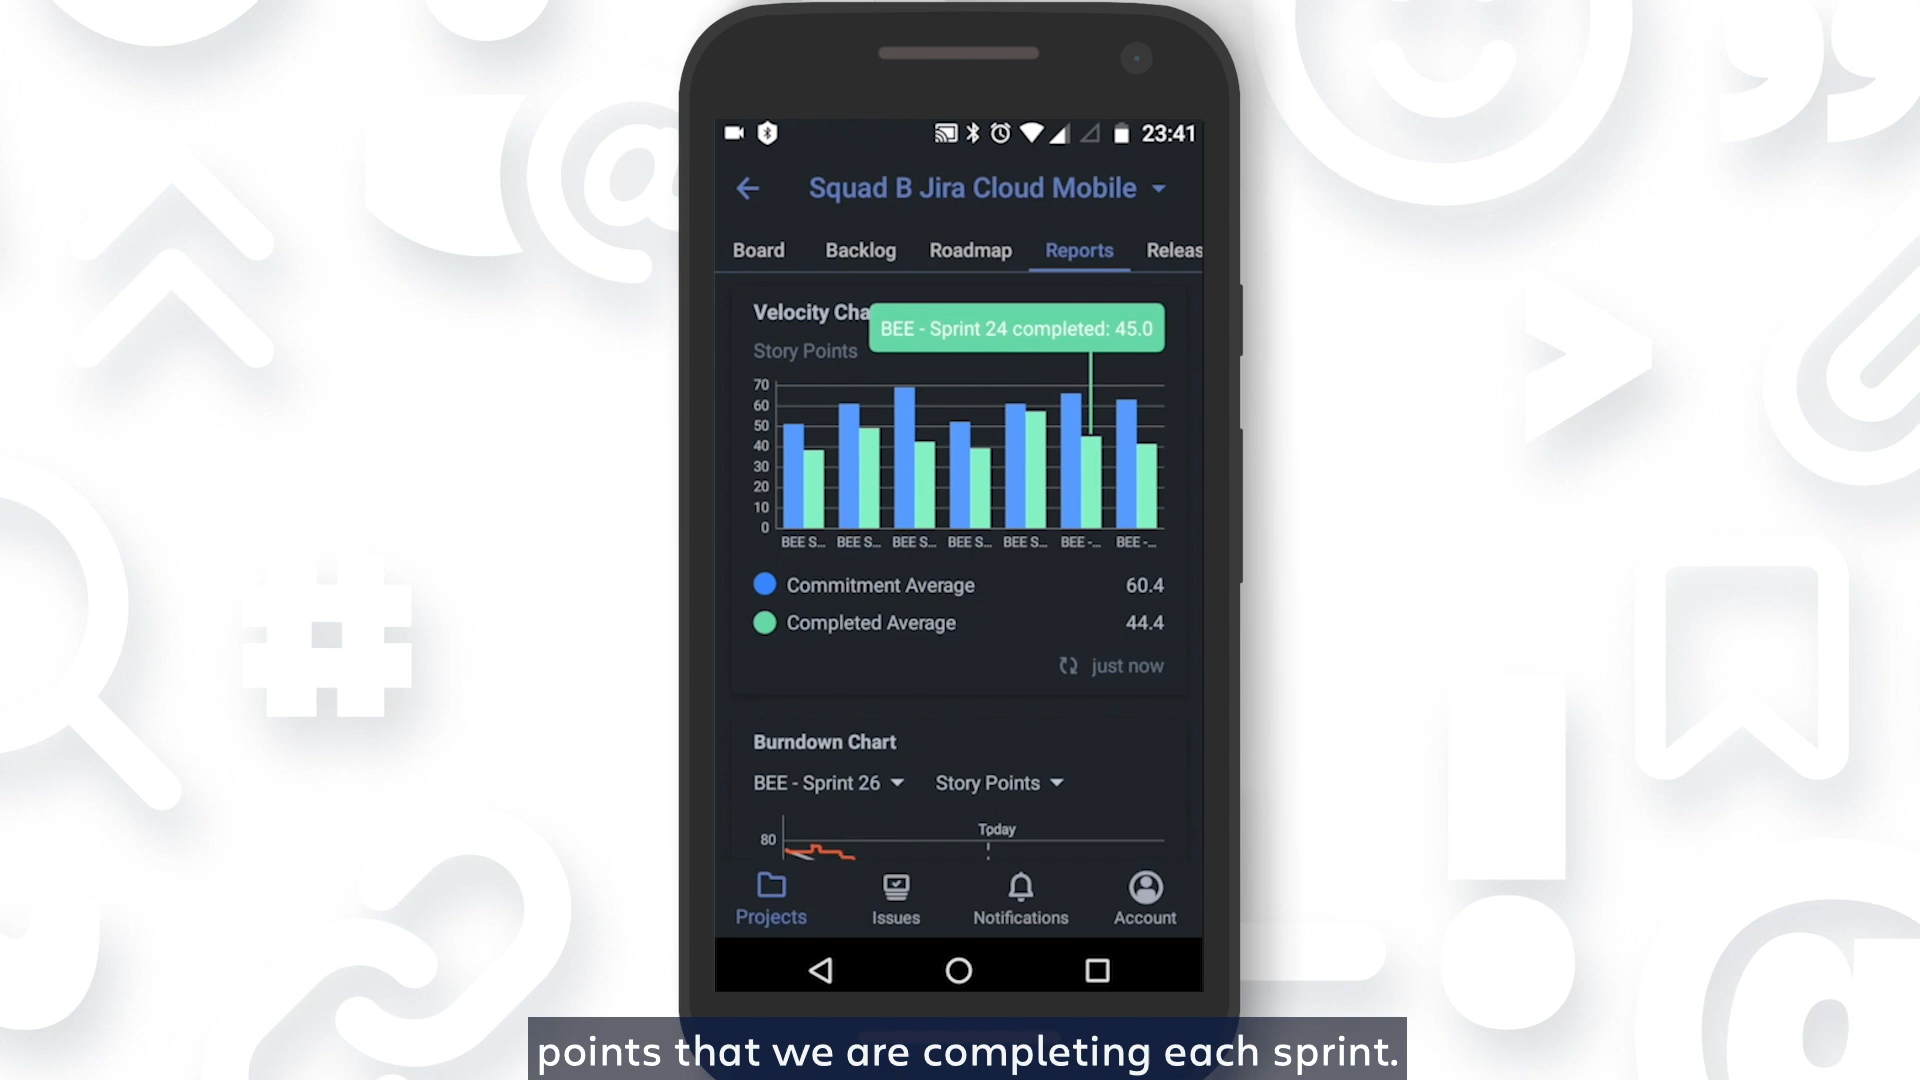 23:41
Squad B Jira Cloud Mobile
Board Backlog Roadmap Reports Releas
Velocity Cha
BEE - Sprint 24 completed: 45.0
Story Points
70
60
50
40
30
20
10
0
BEE S... BEE S... BEE S... BEE S... BEE S... BEE -... BEE -...
Commitment Average 60.4
Completed Average 44.4
just now
Burndown Chart
BEE - Sprint 26 Story Points
Today
80
Projects Issues Notifications Account
points that we are completing each sprint.